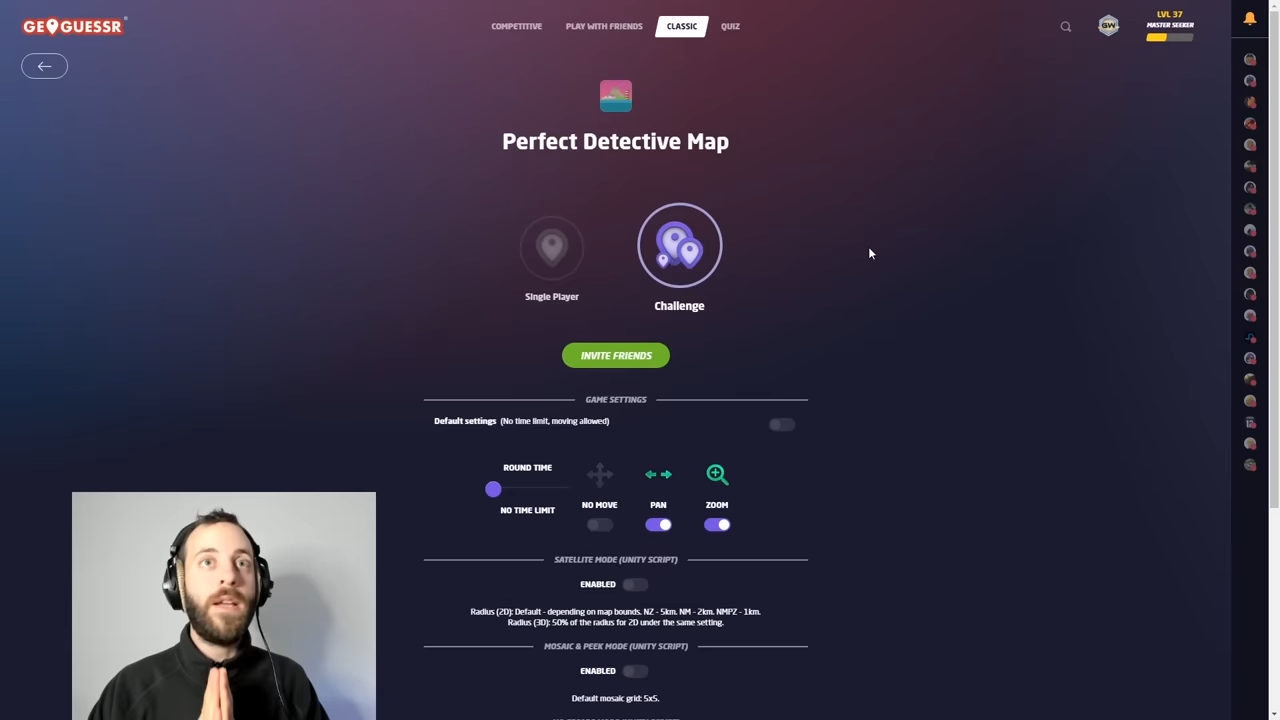 GEOGUESSR
COMPETITIVE
PLAY WITH FRIENDS
CLASSIC
QUIZ
GW
LVL 37
MASTER SEEKER
Perfect Detective Map
Single Player
Challenge
INVITE FRIENDS
GAME SETTINGS
Default settings (No time limit, moving allowed)
ROUND TIME
NO TIME LIMIT
NO MOVE
PAN
ZOOM
SATELLITE MODE (UNITY SCRIPT)
ENABLED
Radius (2D): Default - depending on map bounds. NZ - 5km. NM - 2km. NMPZ - 1km.
Radius (3D): 50% of the radius for 2D under the same setting.
MOSAIC & PEEK MODE (UNITY SCRIPT)
ENABLED
Default mosaic grid: 5x5.